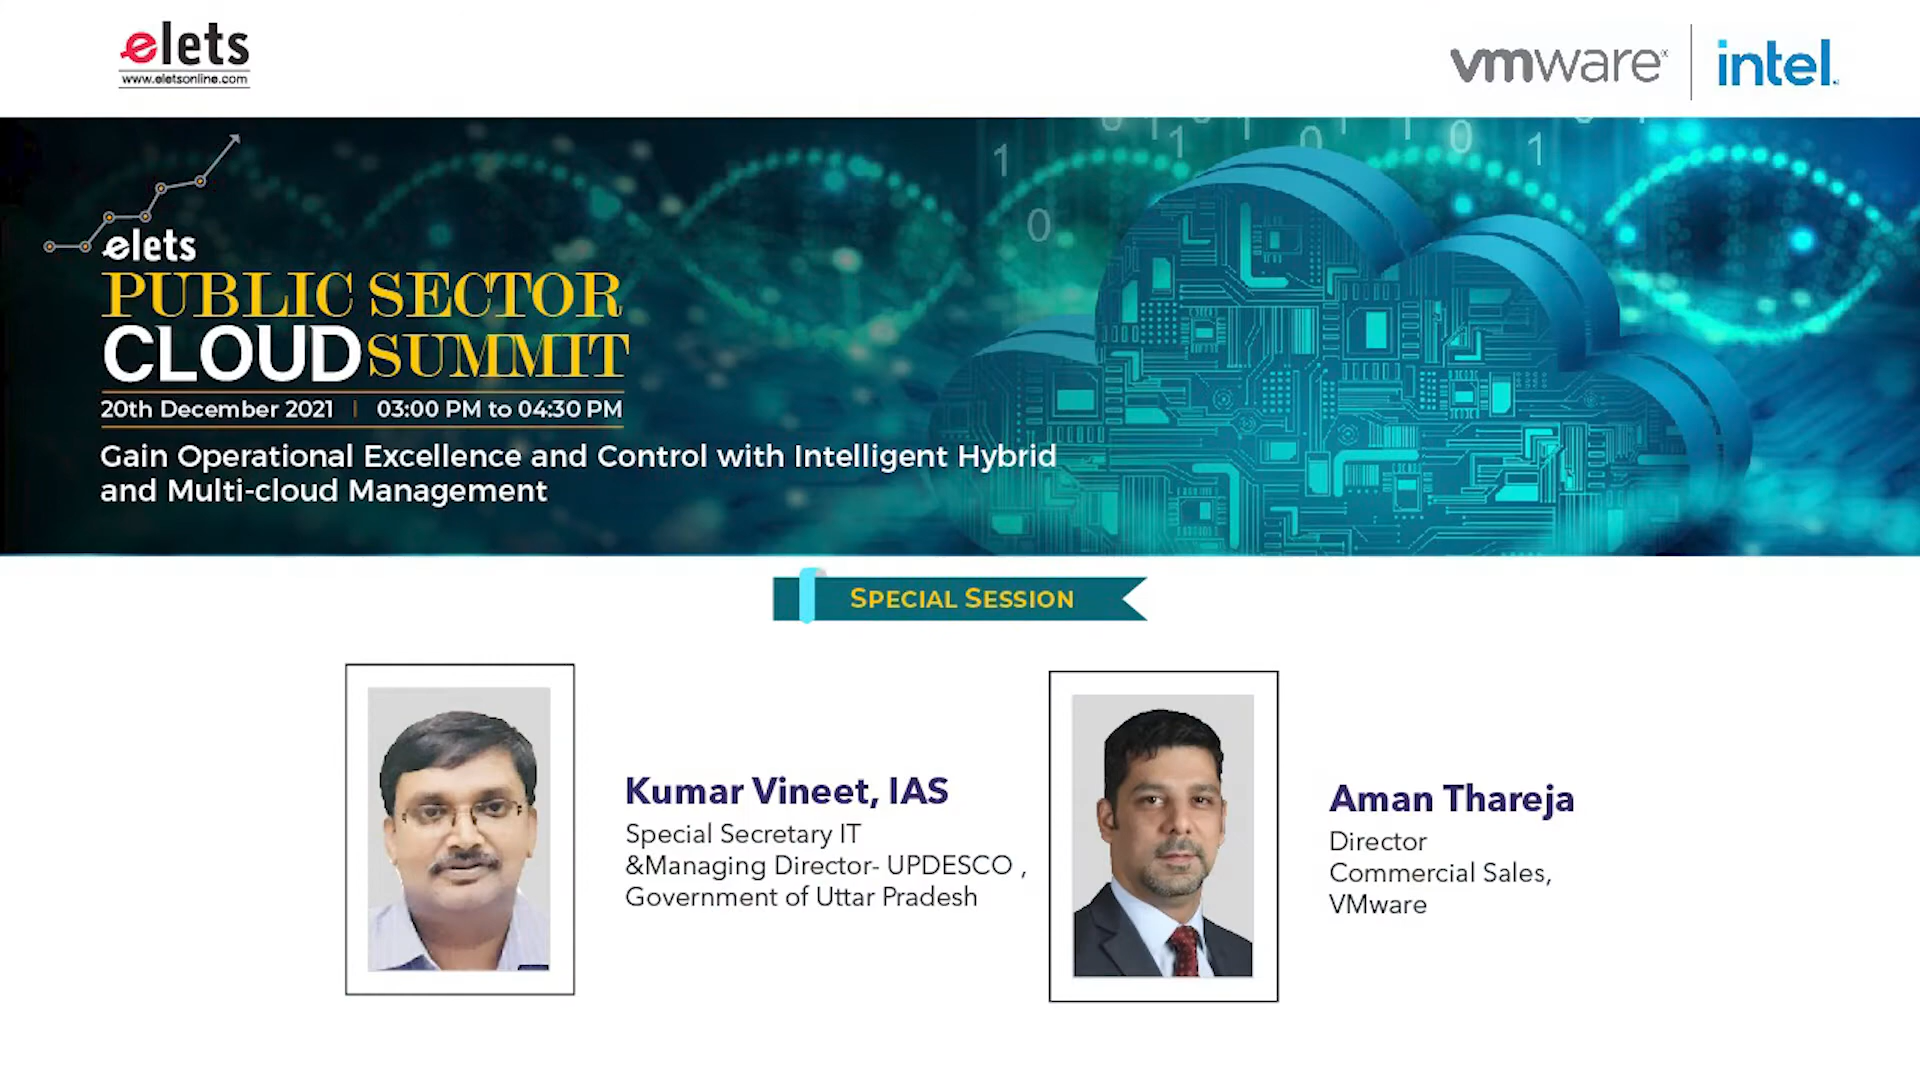 elets
www.eletsonline.com
vmware
intel.
elets
PUBLIC SECTOR
CLOUD SUMMIT
20th December 2021 | 03:00 PM to 04:30 PM
Gain Operational Excellence and Control with Intelligent Hybrid
and Multi-cloud Management
SPECIAL SESSION
Kumar Vineet, IAS
Special Secretary IT
&Managing Director- UPDESCO ,
Government of Uttar Pradesh
Aman Thareja
Director
Commercial Sales,
VMware